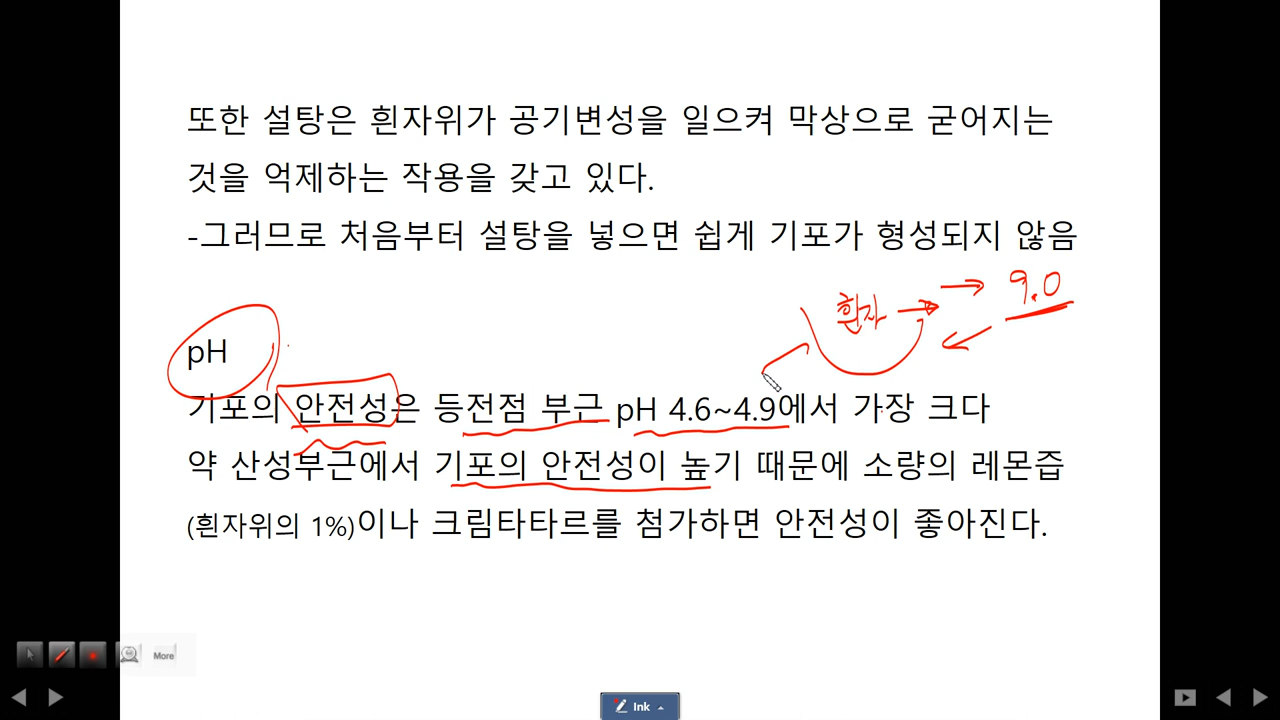 또한 설탕은 흰자위가 공기변성을 일으켜 막상으로 굳어지는
것을 억제하는 작용을 갖고 있다.
-그러므로 처음부터 설탕을 넣으면 쉽게 기포가 형성되지 않음
흰자
9.0
pH
기포의 안전성은 등전점 부근 pH 4.6~4.9에서 가장 크다
약 산성부근에서 기포의 안전성이 높기 때문에 소량의 레몬즙
(흰자위의 1%)이나 크림타타르를 첨가하면 안전성이 좋아진다.
More
Ink